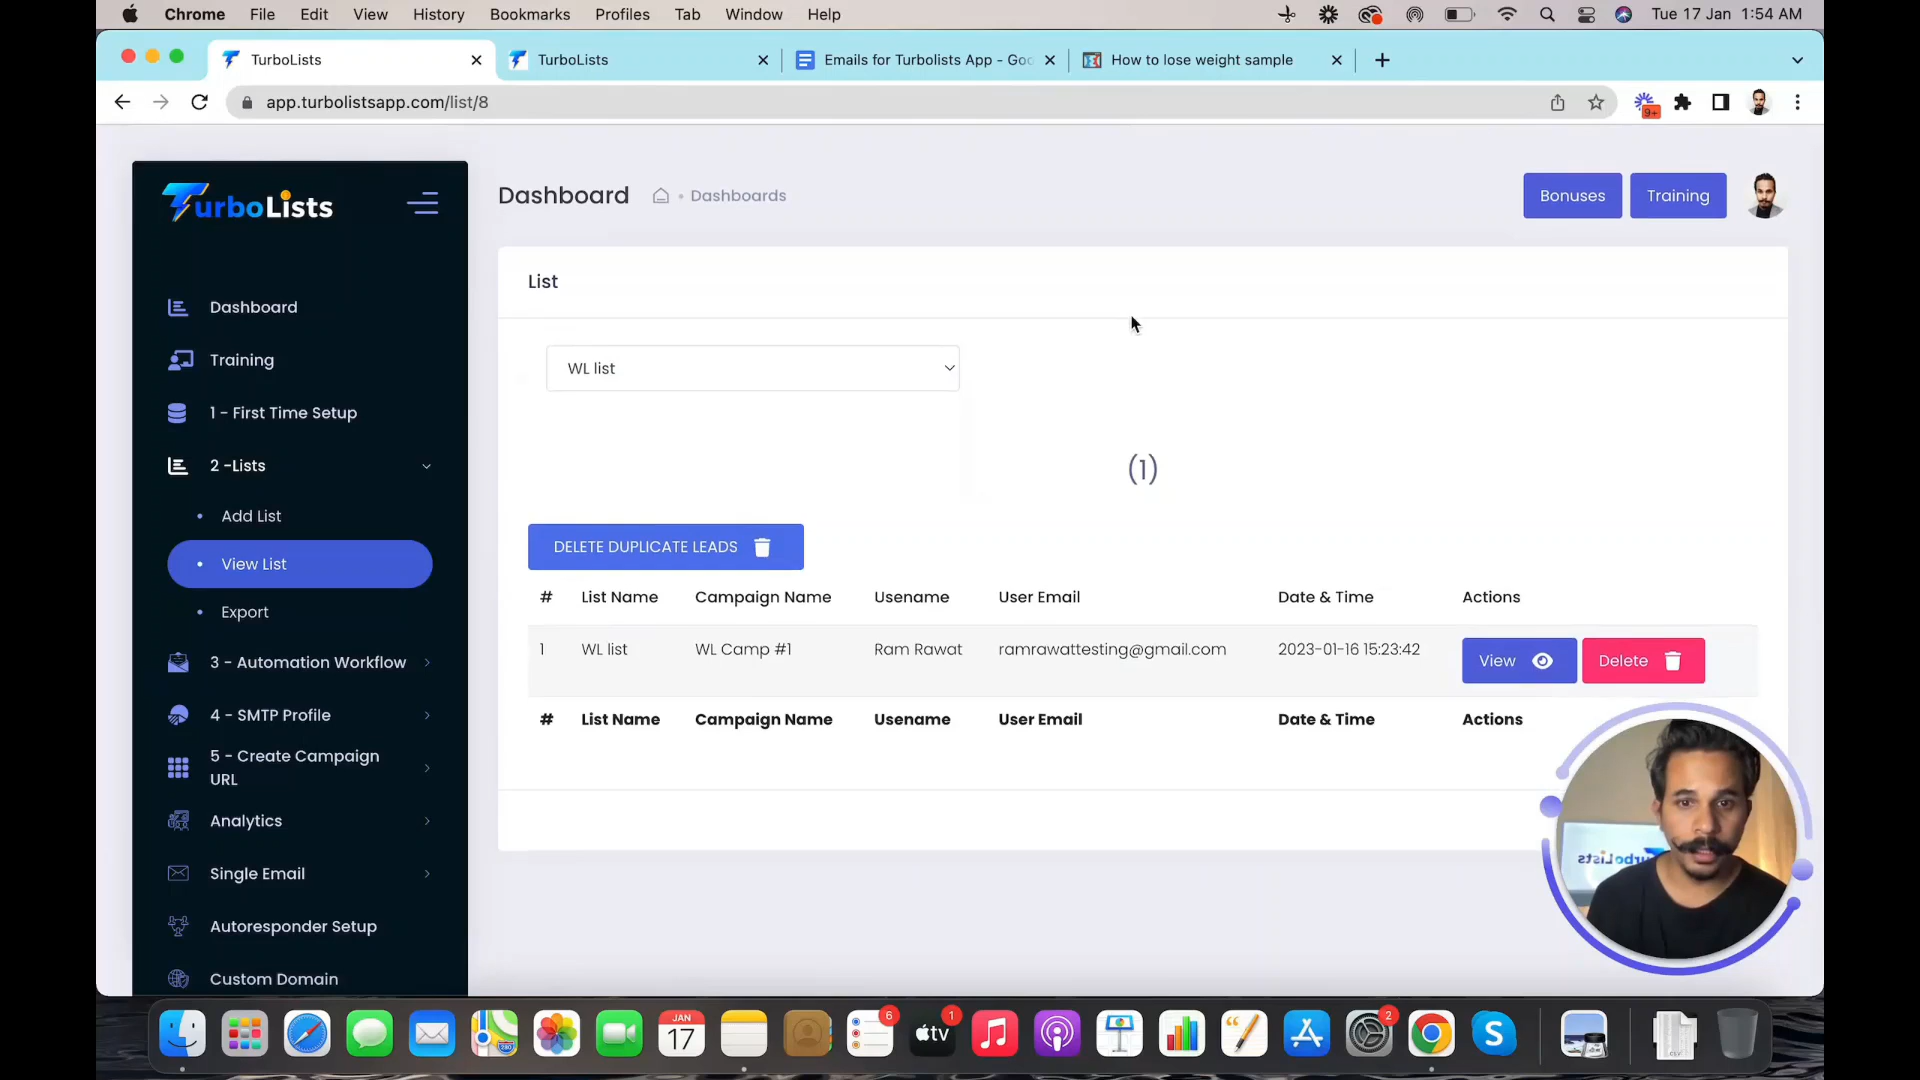 Chrome File Edit View History Bookmarks Profiles Tab Window Help Tue 17 Jan 1:54 AM
TurboLists TurboLists Emails for Turbolists App - Goo How to lose weight sample
app.turbolistsapp.com/list/8 9+
TurboLists
Dashboard Dashboards Bonuses Training
List
Dashboard
Training
WL list
1 - First Time Setup
2 -Lists
(1)
Add List
DELETE DUPLICATE LEADS
View List
# List Name Campaign Name Usename User Email Date & Time Actions
Export
1 WL list WL Camp #1 Ram Rawat ramrawattesting@gmail.com 2023-01-16 15:23:42 View Delete
3 - Automation Workflow
4 - SMTP Profile
# List Name Campaign Name Usename User Email Date & Time Actions
5 - Create Campaign
URL
Analytics
TurboLists
Single Email
Autoresponder Setup
Custom Domain
JAN
17
6
tv
1
2